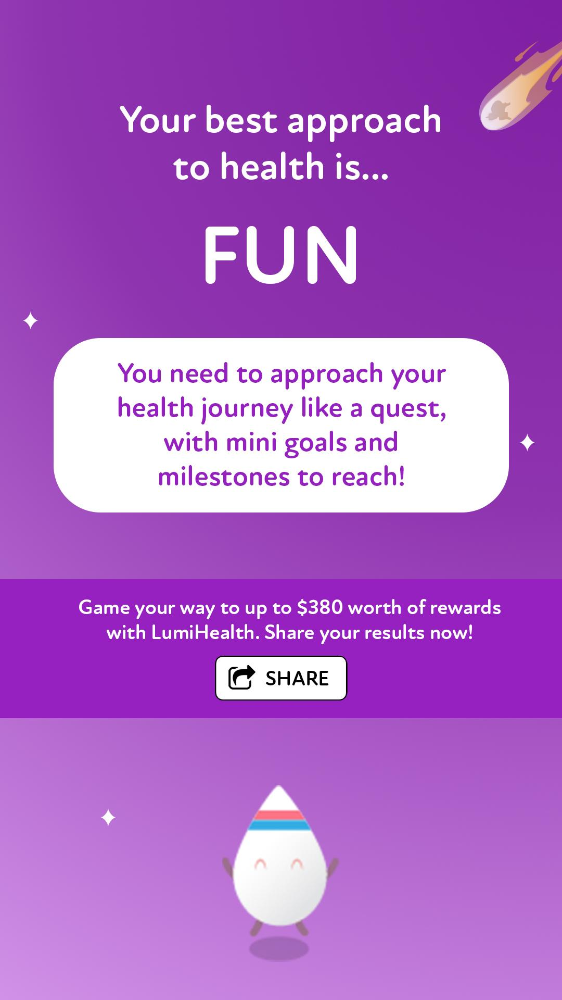 Your best approach
to health is...
FUN
You need to approach your
health journey like a quest,
with mini goals and
milestones to reach!
Game your way to up to $380 worth of rewards
with LumiHealth. Share your results now!
SHARE